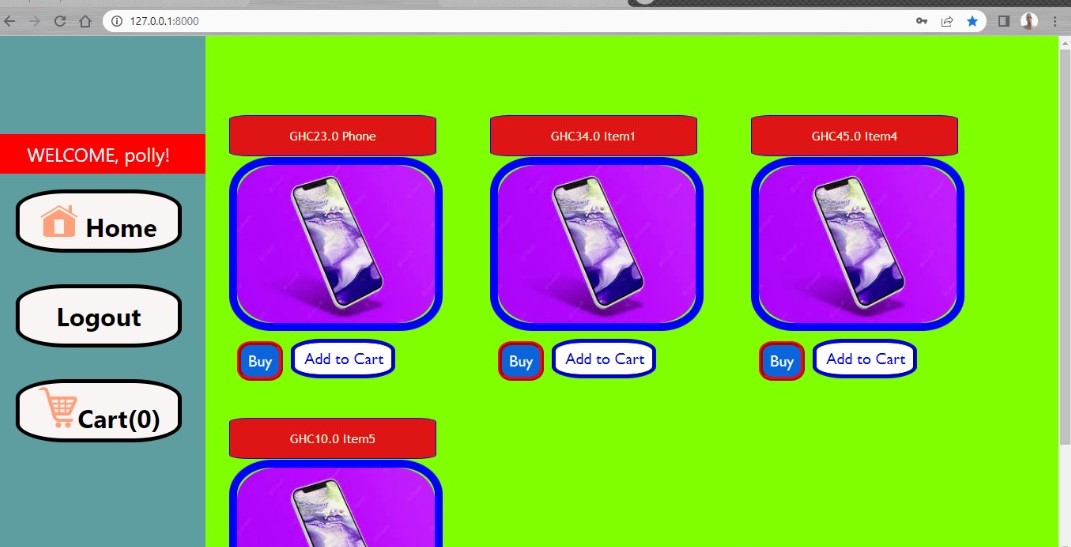 127.0.0.1:8000
WELCOME, polly!
Home
Logout
Cart(0)
GHC23.0 Phone
GHC34.0 Item1
GHC45.0 Item4
Buy
Add to Cart
Buy
Add to Cart
Buy
Add to Cart
GHC10.0 Item5